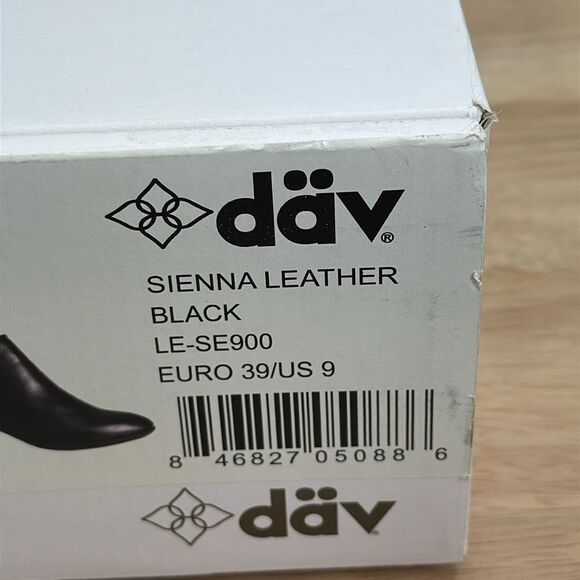 däv®
SIENNA LEATHER
BLACK
LE-SE900
EURO 39/US 9
8 46827 05088 6
däv